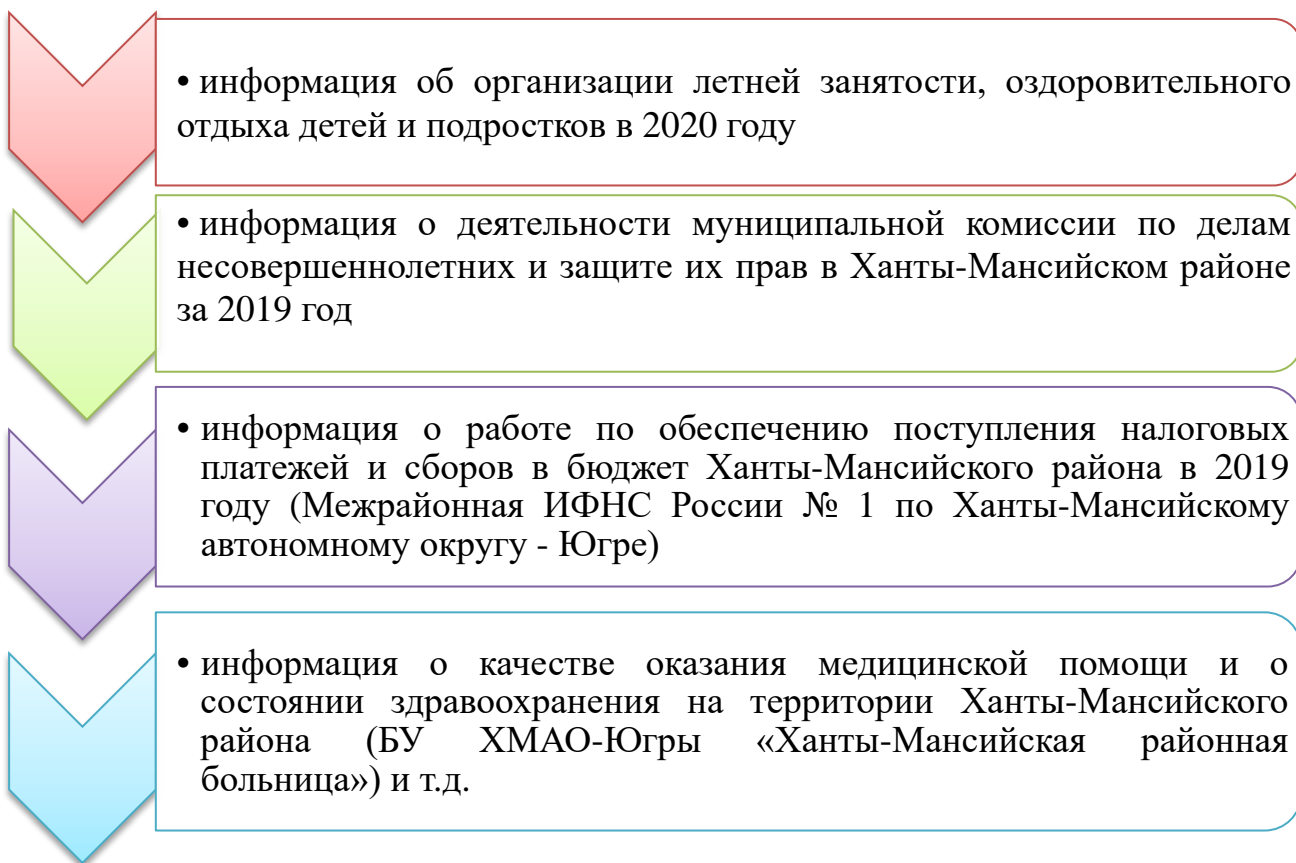 • информация об организации летней занятости, оздоровительного
отдыха детей и подростков в 2020 году
• информация о деятельности муниципальной комиссии по делам
несовершеннолетних и защите их прав в Ханты-Мансийском районе
за 2019 год
• информация о работе по обеспечению поступления налоговых
платежей и сборов в бюджет Ханты-Мансийского района в 2019
году (Межрайонная ИФНС России № 1 по Ханты-Мансийскому
автономному округу - Югре)
• информация о качестве оказания медицинской помощи и о
состоянии здравоохранения на территории Ханты-Мансийского
района (БУ ХМАО-Югры «Ханты-Мансийская районная
больница») и т.д.